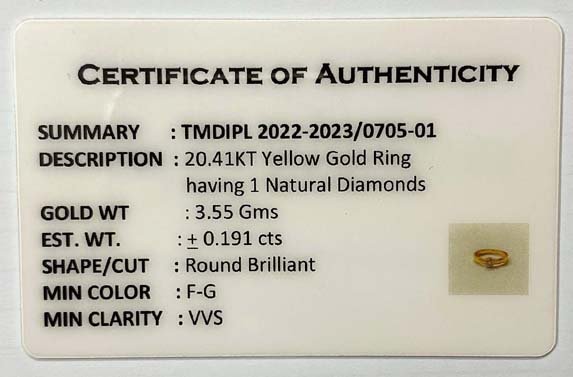 CERTIFICATE OF AUTHENTICITY
SUMMARY : TMDIPL 2022-2023/0705-01
DESCRIPTION : 20.41KT Yellow Gold Ring
having 1 Natural Diamonds
GOLD WT : 3.55 Gms
EST. WT. : ± 0.191 cts
SHAPE/CUT : Round Brilliant
MIN COLOR : F-G
MIN CLARITY : VVS